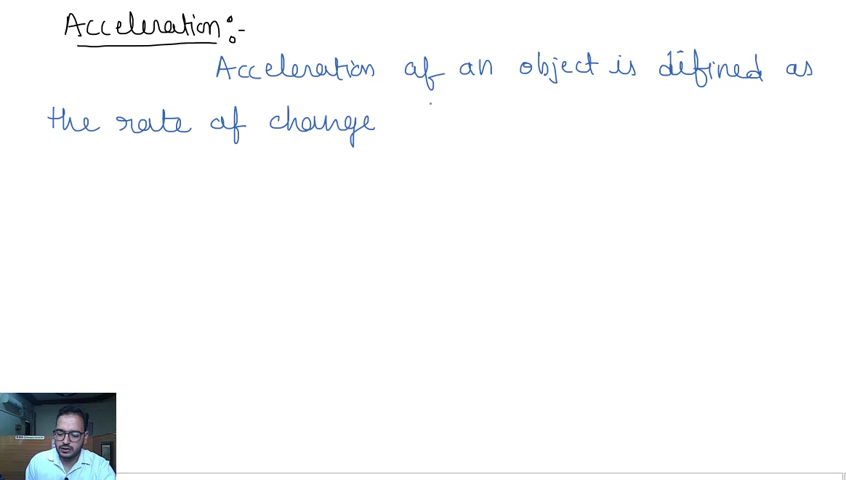 Acceleration:-
Acceleration of an object is defined as
the rate of change